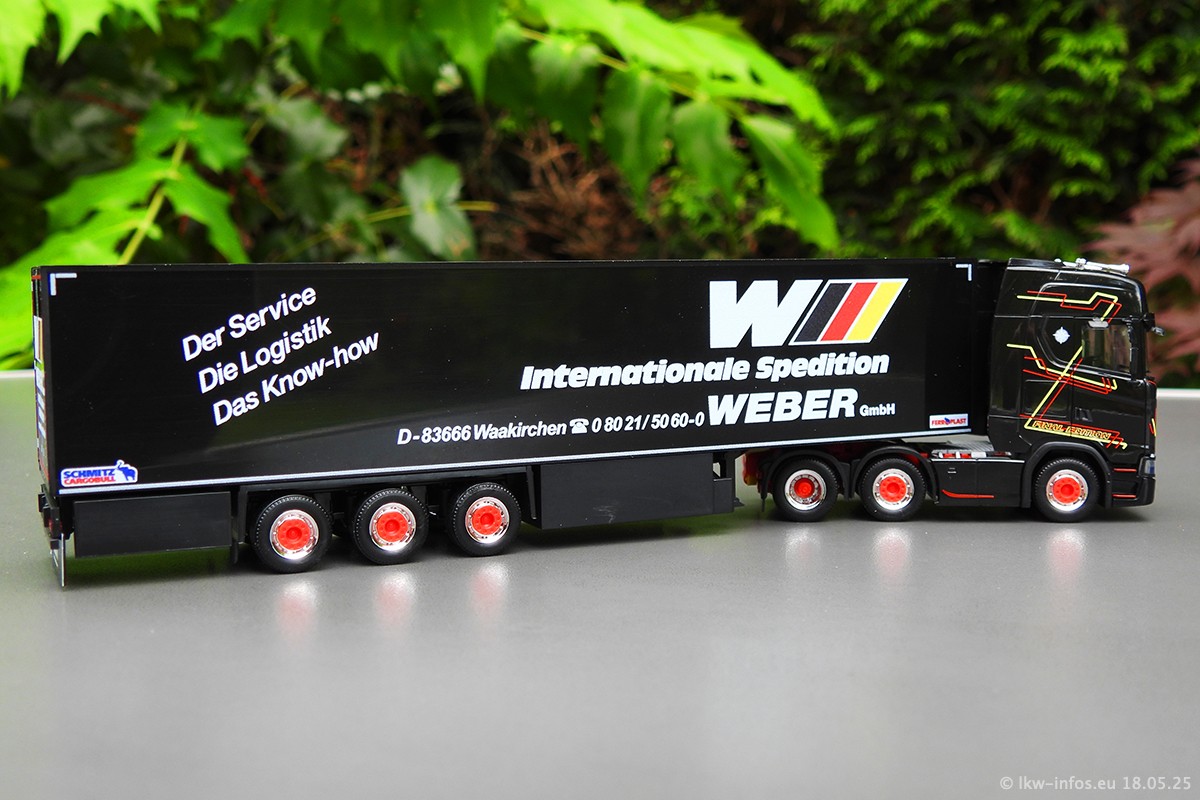 Der Service
Die Logistik
Das Know-how
W
Internationale Spedition
D-83666 Waakirchen ☎ 0 80 21/50 60-0 WEBER GmbH
SCHMITZ
CARGOBULL
FERROPLAST
© lkw-infos.eu 18.05.25